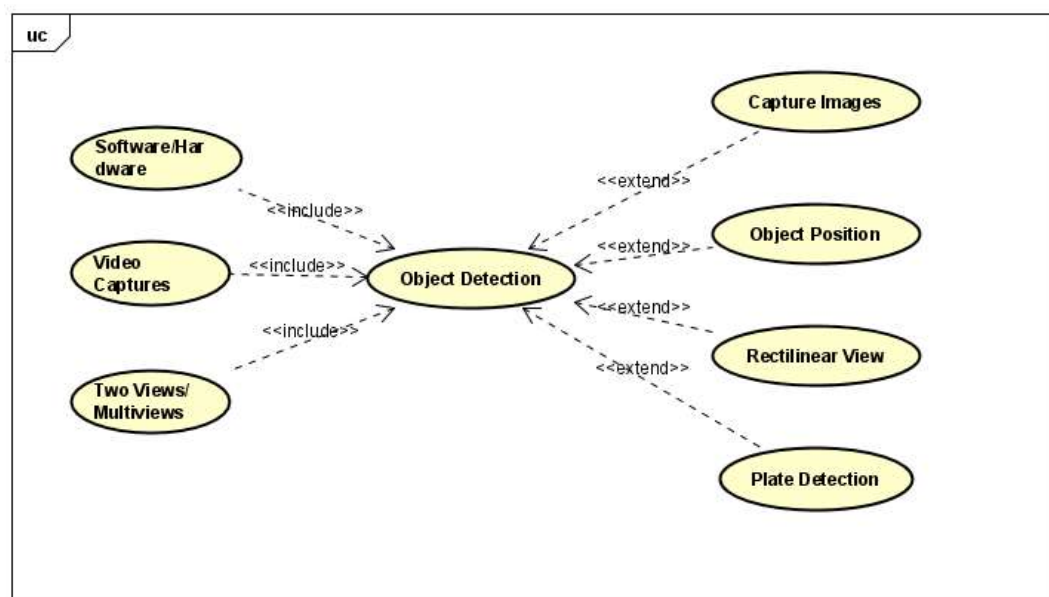 uc
Capture Images
Software/Har
dware
<<extend>>
<<include>>
Object Position
<<extend>>
Video
Captures
<<include>>
Object Detection
<<extend>>
<<include>>
Rectilinear View
<<extend>>
Two Views/
Multiviews
Plate Detection